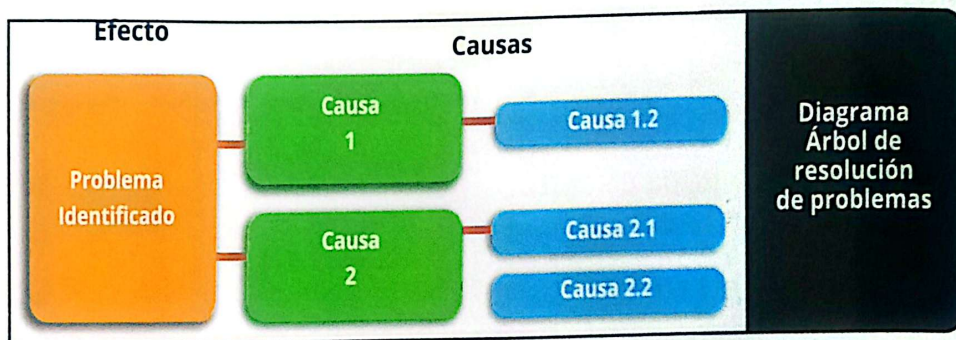 Efecto
Causas
Problema
Identificado
Causa
1
Causa 1.2
Causa
2
Causa 2.1
Causa 2.2
Diagrama
Árbol de
resolución
de problemas